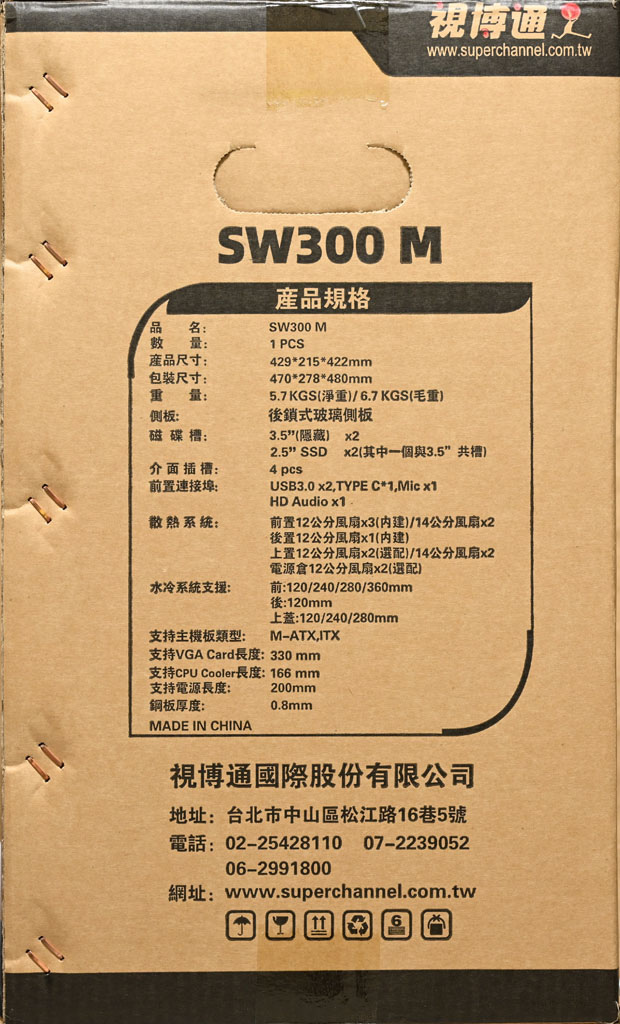 視博通
www.superchannel.com.tw
SW300 M
產品規格
品 名: SW300 M
數 量: 1 PCS
產品尺寸: 429*215*422mm
包裝尺寸: 470*278*480mm
重 量: 5.7KGS(淨重)/ 6.7 KGS(毛重)
側板: 後鎖式玻璃側板
磁碟槽: 3.5”(隱藏) x2
2.5” SSD x2(其中一個與3.5”共槽)
介面插槽: 4 pcs
前置連接埠: USB3.0 x2,TYPE C*1,Mic x1
HD Audio x1
散熱系統: 前置12公分風扇x3(內建)/14公分風扇x2
後置12公分風扇x1(內建)
上置12公分風扇x2(選配)/14公分風扇x2
電源倉12公分風扇x2(選配)
水冷系統支援: 前:120/240/280/360mm
後:120mm
上蓋:120/240/280mm
支持主機板類型: M-ATX,ITX
支持VGA Card長度: 330 mm
支持CPU Cooler長度: 166 mm
支持電源長度: 200mm
鋼板厚度: 0.8mm
MADE IN CHINA
視博通國際股份有限公司
地址: 台北市中山區松江路16巷5號
電話: 02-25428110 07-2239052
06-2991800
網址: www.superchannel.com.tw
6